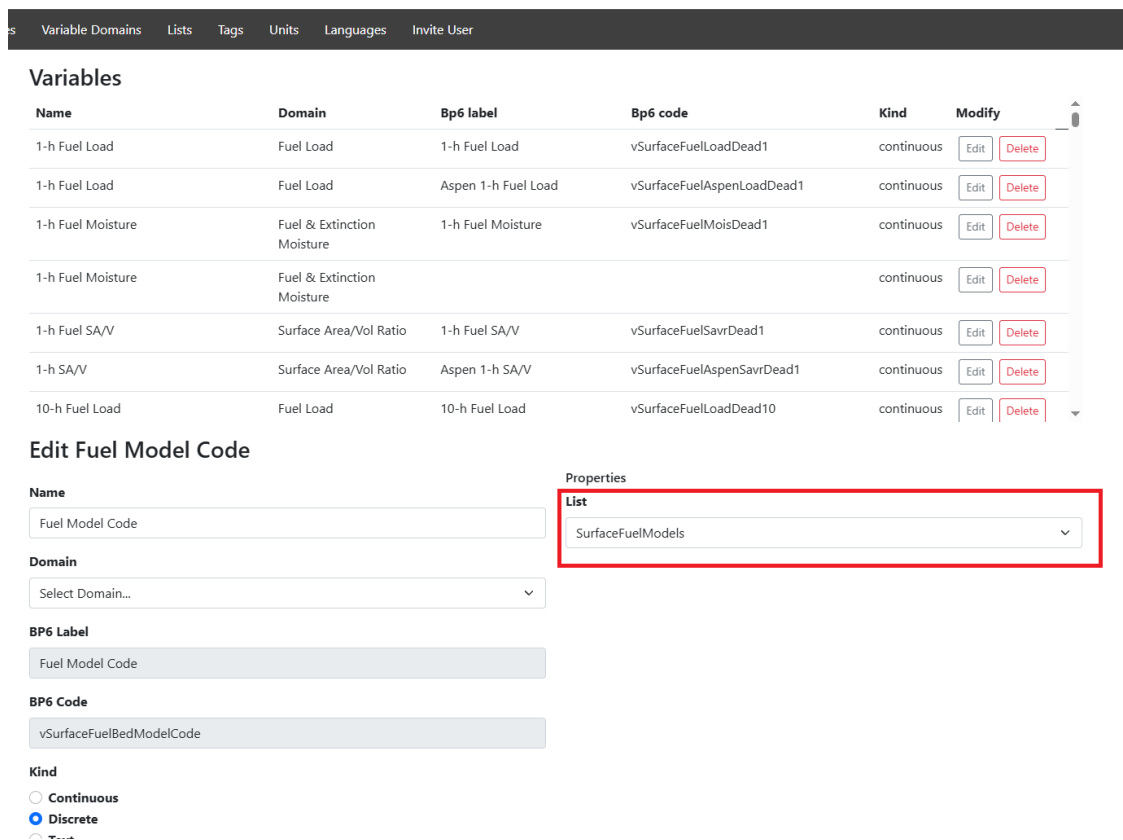 es Variable Domains Lists Tags Units Languages Invite User
Variables
Name Domain Bp6 label Bp6 code Kind Modify
1-h Fuel Load Fuel Load 1-h Fuel Load vSurfaceFuelLoadDead1 continuous Edit Delete
1-h Fuel Load Fuel Load Aspen 1-h Fuel Load vSurfaceFuelAspenLoadDead1 continuous Edit Delete
1-h Fuel Moisture Fuel & Extinction 1-h Fuel Moisture vSurfaceFuelMoisDead1 continuous Edit Delete
Moisture
1-h Fuel Moisture Fuel & Extinction continuous Edit Delete
Moisture
1-h Fuel SA/V Surface Area/Vol Ratio 1-h Fuel SA/V vSurfaceFuelSavrDead1 continuous Edit Delete
1-h SA/V Surface Area/Vol Ratio Aspen 1-h SA/V vSurfaceFuelAspenSavrDead1 continuous Edit Delete
10-h Fuel Load Fuel Load 10-h Fuel Load vSurfaceFuelLoadDead10 continuous Edit Delete
Edit Fuel Model Code
Name
Fuel Model Code
Domain
Select Domain...
BP6 Label
Fuel Model Code
BP6 Code
vSurfaceFuelBedModelCode
Kind
Continuous
Discrete
Text
Properties
List
SurfaceFuelModels